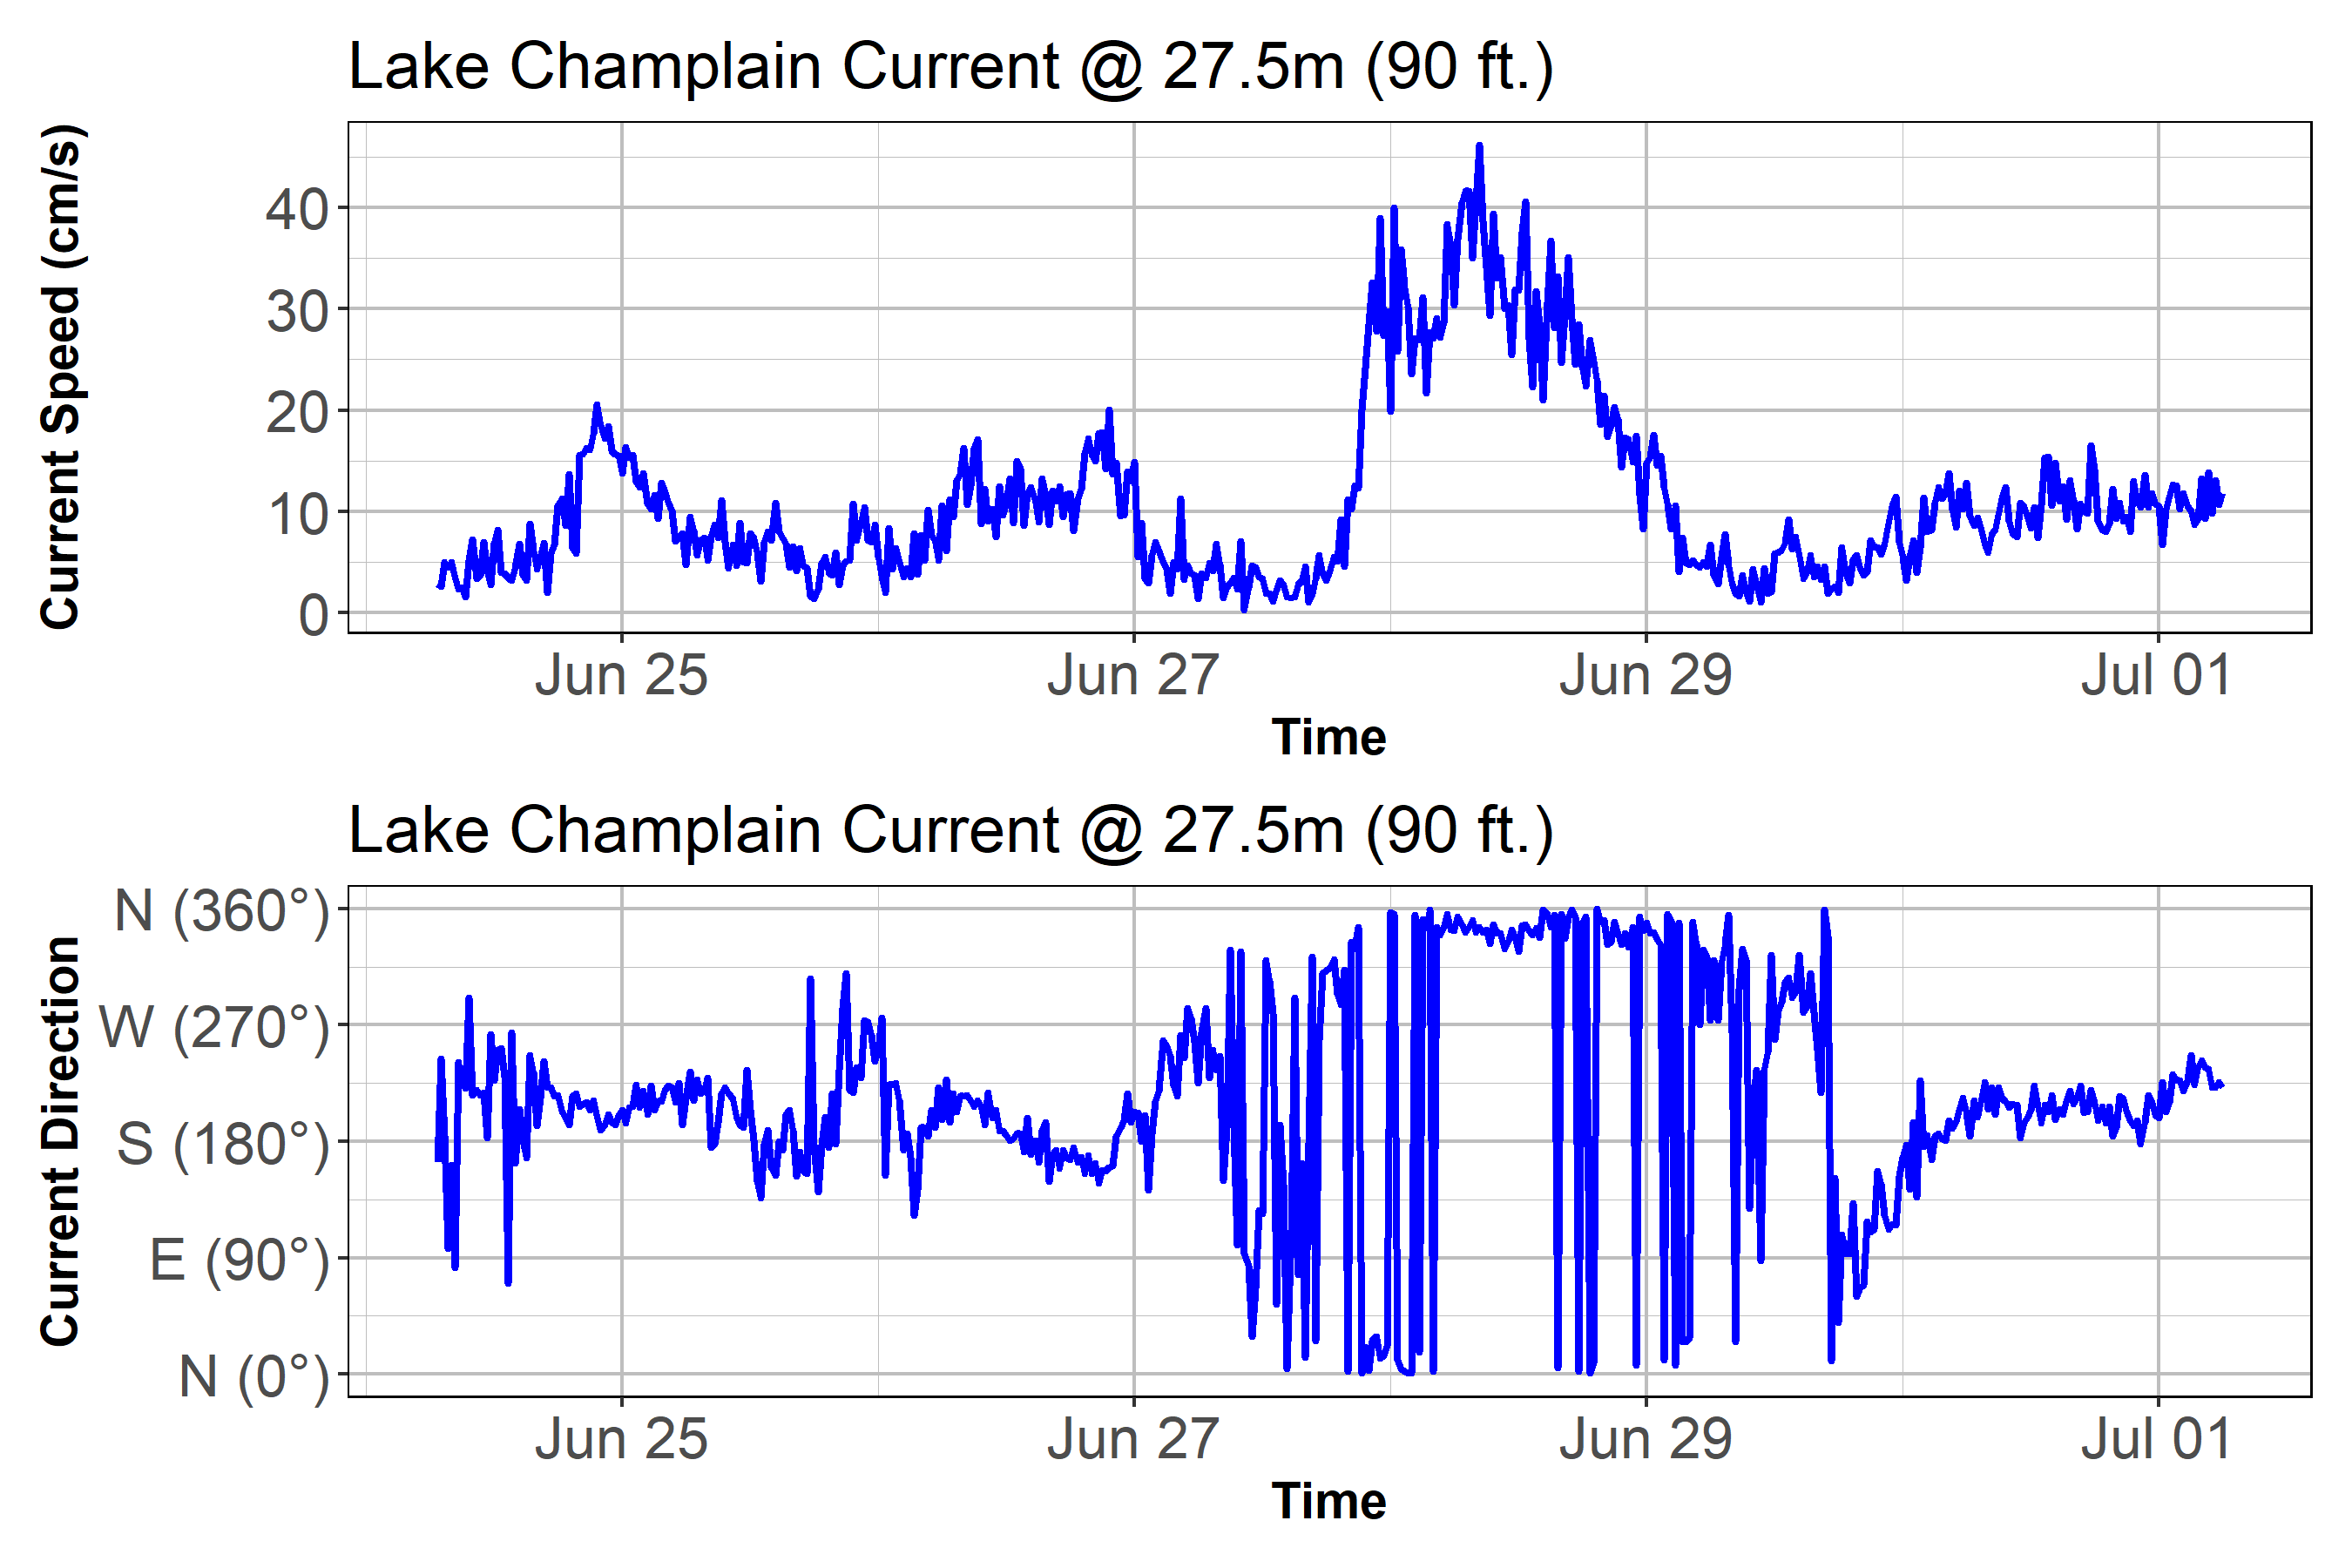 Lake Champlain Current @ 27.5m (90 ft.)
Current Speed (cm/s)
40
30
20
10
0
Jun 25 Jun 27 Jun 29 Jul 01
Time
Lake Champlain Current @ 27.5m (90 ft.)
Current Direction
N (360°)
W (270°)
S (180°)
E (90°)
N (0°)
Jun 25 Jun 27 Jun 29 Jul 01
Time